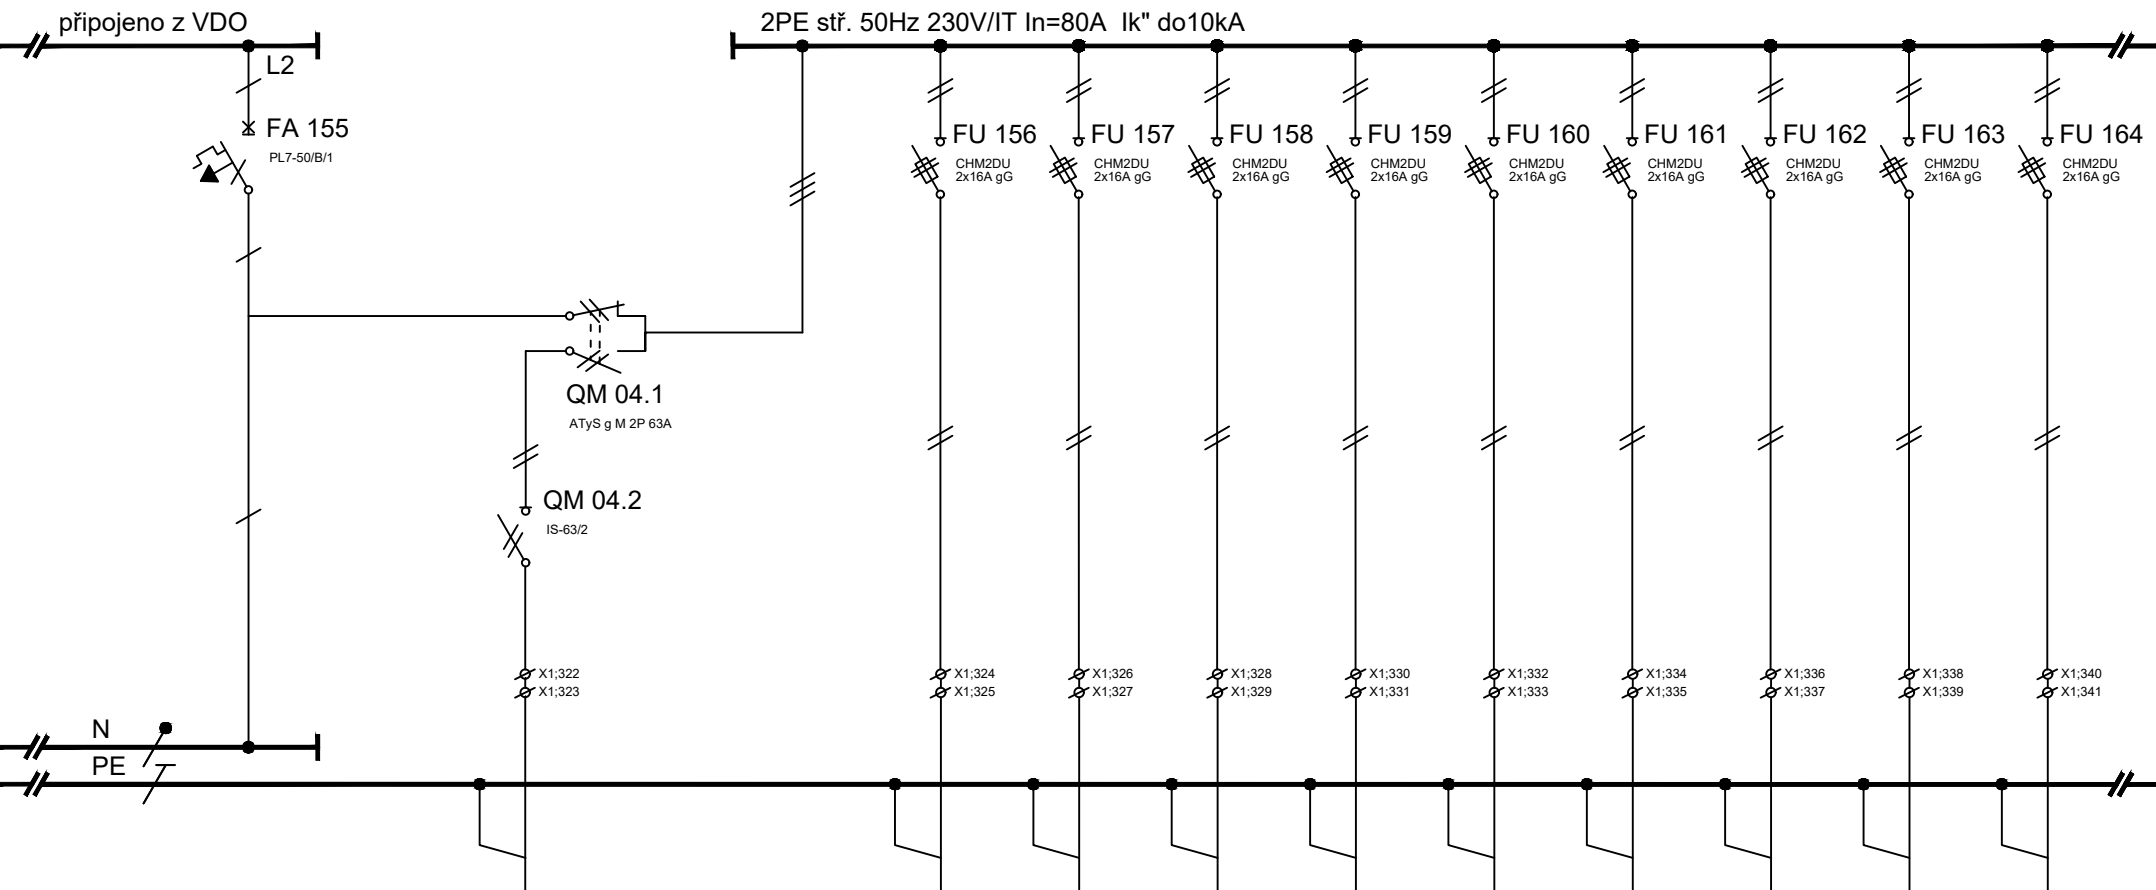 připojeno z VDO
2PE stř. 50Hz 230V/IT In=80A  Ik" do10kA
L2
FA 155
PL7-50/B/1
FU 156
CHM2DU
2x16A gG
FU 157
CHM2DU
2x16A gG
FU 158
CHM2DU
2x16A gG
FU 159
CHM2DU
2x16A gG
FU 160
CHM2DU
2x16A gG
FU 161
CHM2DU
2x16A gG
FU 162
CHM2DU
2x16A gG
FU 163
CHM2DU
2x16A gG
FU 164
CHM2DU
2x16A gG
QM 04.1
ATyS g M 2P 63A
QM 04.2
IS-63/2
X1;322
X1;323
X1;324
X1;325
X1;326
X1;327
X1;328
X1;329
X1;330
X1;331
X1;332
X1;333
X1;334
X1;335
X1;336
X1;337
X1;338
X1;339
X1;340
X1;341
N
PE